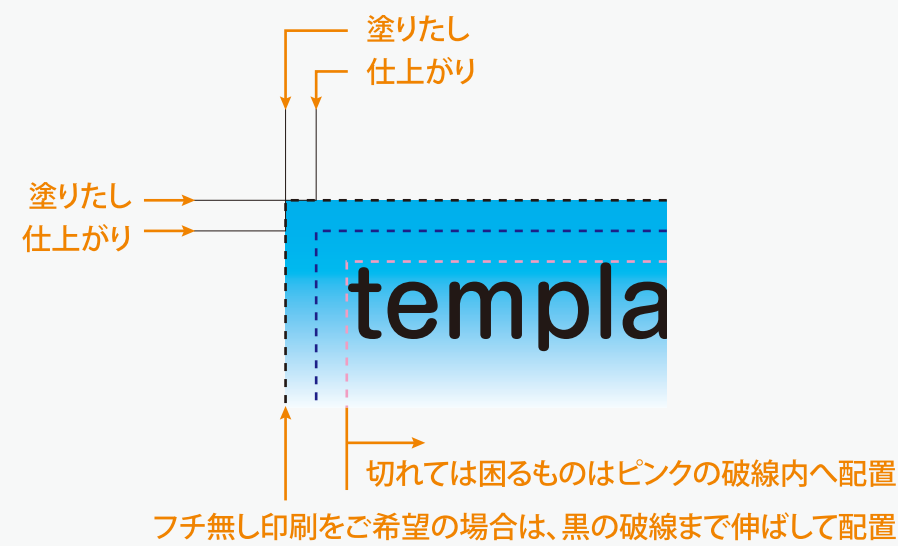 塗りたし
仕上がり
塗りたし
仕上がり
templa
切れては困るものはピンクの破線内へ配置
フチ無し印刷をご希望の場合は、黒の破線まで伸ばして配置